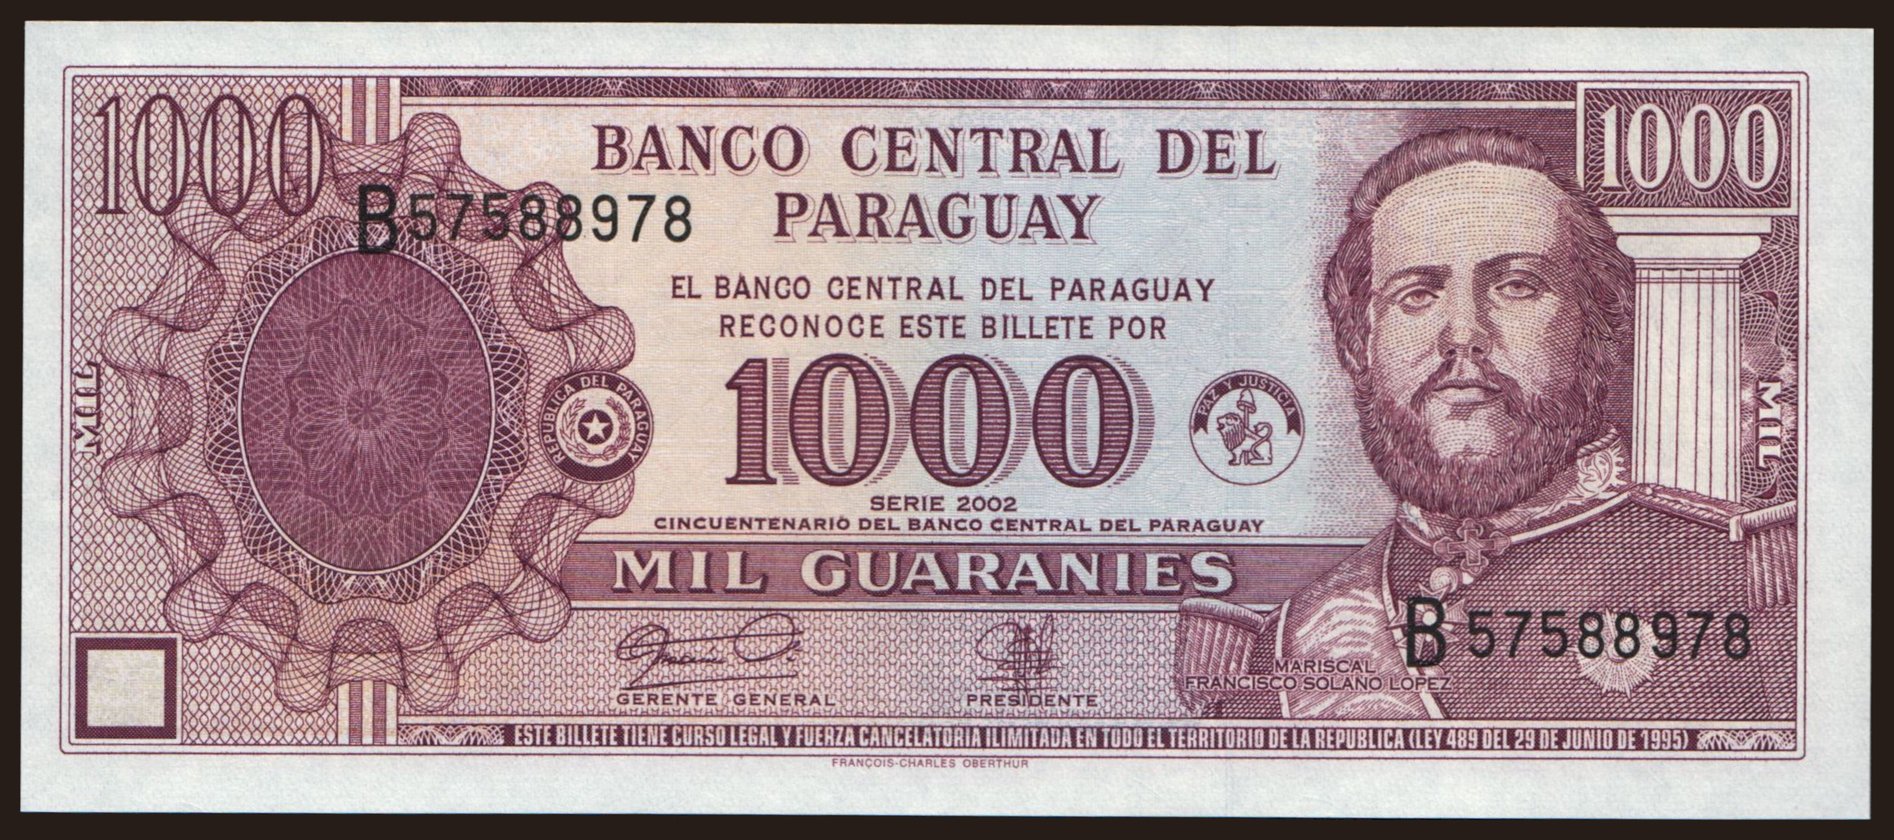 1000
1000
BANCO CENTRAL DEL
PARAGUAY
B57588978
EL BANCO CENTRAL DEL PARAGUAY
RECONOCE ESTE BILLETE POR
1000
REPUBLICA DEL PARAGUAY
PAZ Y JUSTICIA
MIL
MIL
SERIE 2002
CINCUENTENARIO DEL BANCO CENTRAL DEL PARAGUAY
MIL GUARANIES
B57588978
MARISCAL
FRANCISCO SOLANO LOPEZ
GERENTE GENERAL
PRESIDENTE
ESTE BILLETE TIENE CURSO LEGAL Y FUERZA CANCELATORIA ILIMITADA EN TODO EL TERRITORIO DE LA REPUBLICA (LEY 489 DEL 29 DE JUNIO DE 1995)
FRANÇOIS-CHARLES OBERTHUR